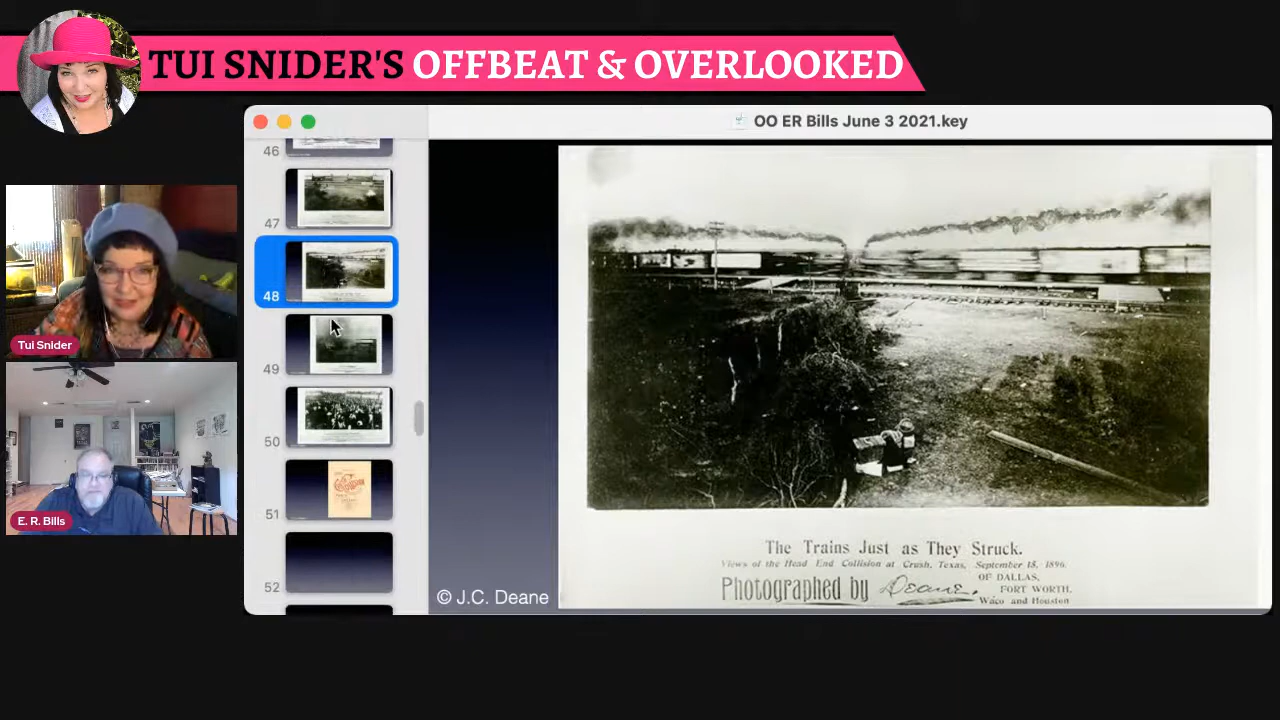 TUI SNIDER'S OFFBEAT & OVERLOOKED
OO ER Bills June 3 2021.key
46
47
48
49
50
51
52
Tui Snider
E. R. Bills
The Trains Just as They Struck.
Views of the Head End Collision at Crush, Texas, September 15, 1896.
Photographed by Deane.
OF DALLAS,
FORT WORTH,
Waco and Houston
© J.C. Deane